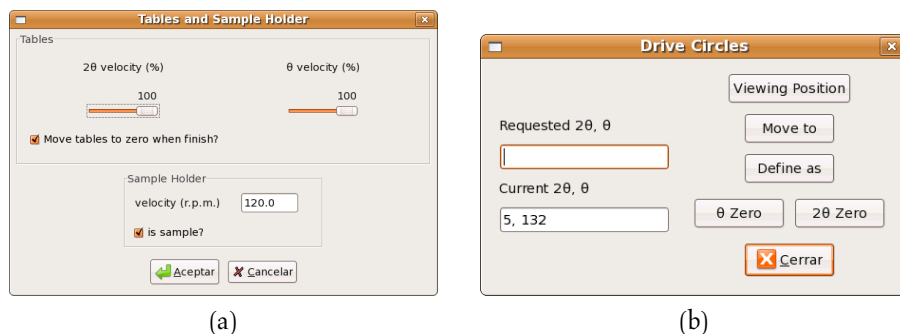 Tables and Sample Holder
Tables
2θ velocity (%)
θ velocity (%)
100
100
Move tables to zero when finish?
Sample Holder
velocity (r.p.m.)
120.0
is sample?
Aceptar
Cancelar
(a)
Drive Circles
Viewing Position
Requested 2θ, θ
Move to
Define as
Current 2θ, θ
5, 132
θ Zero
2θ Zero
Cerrar
(b)